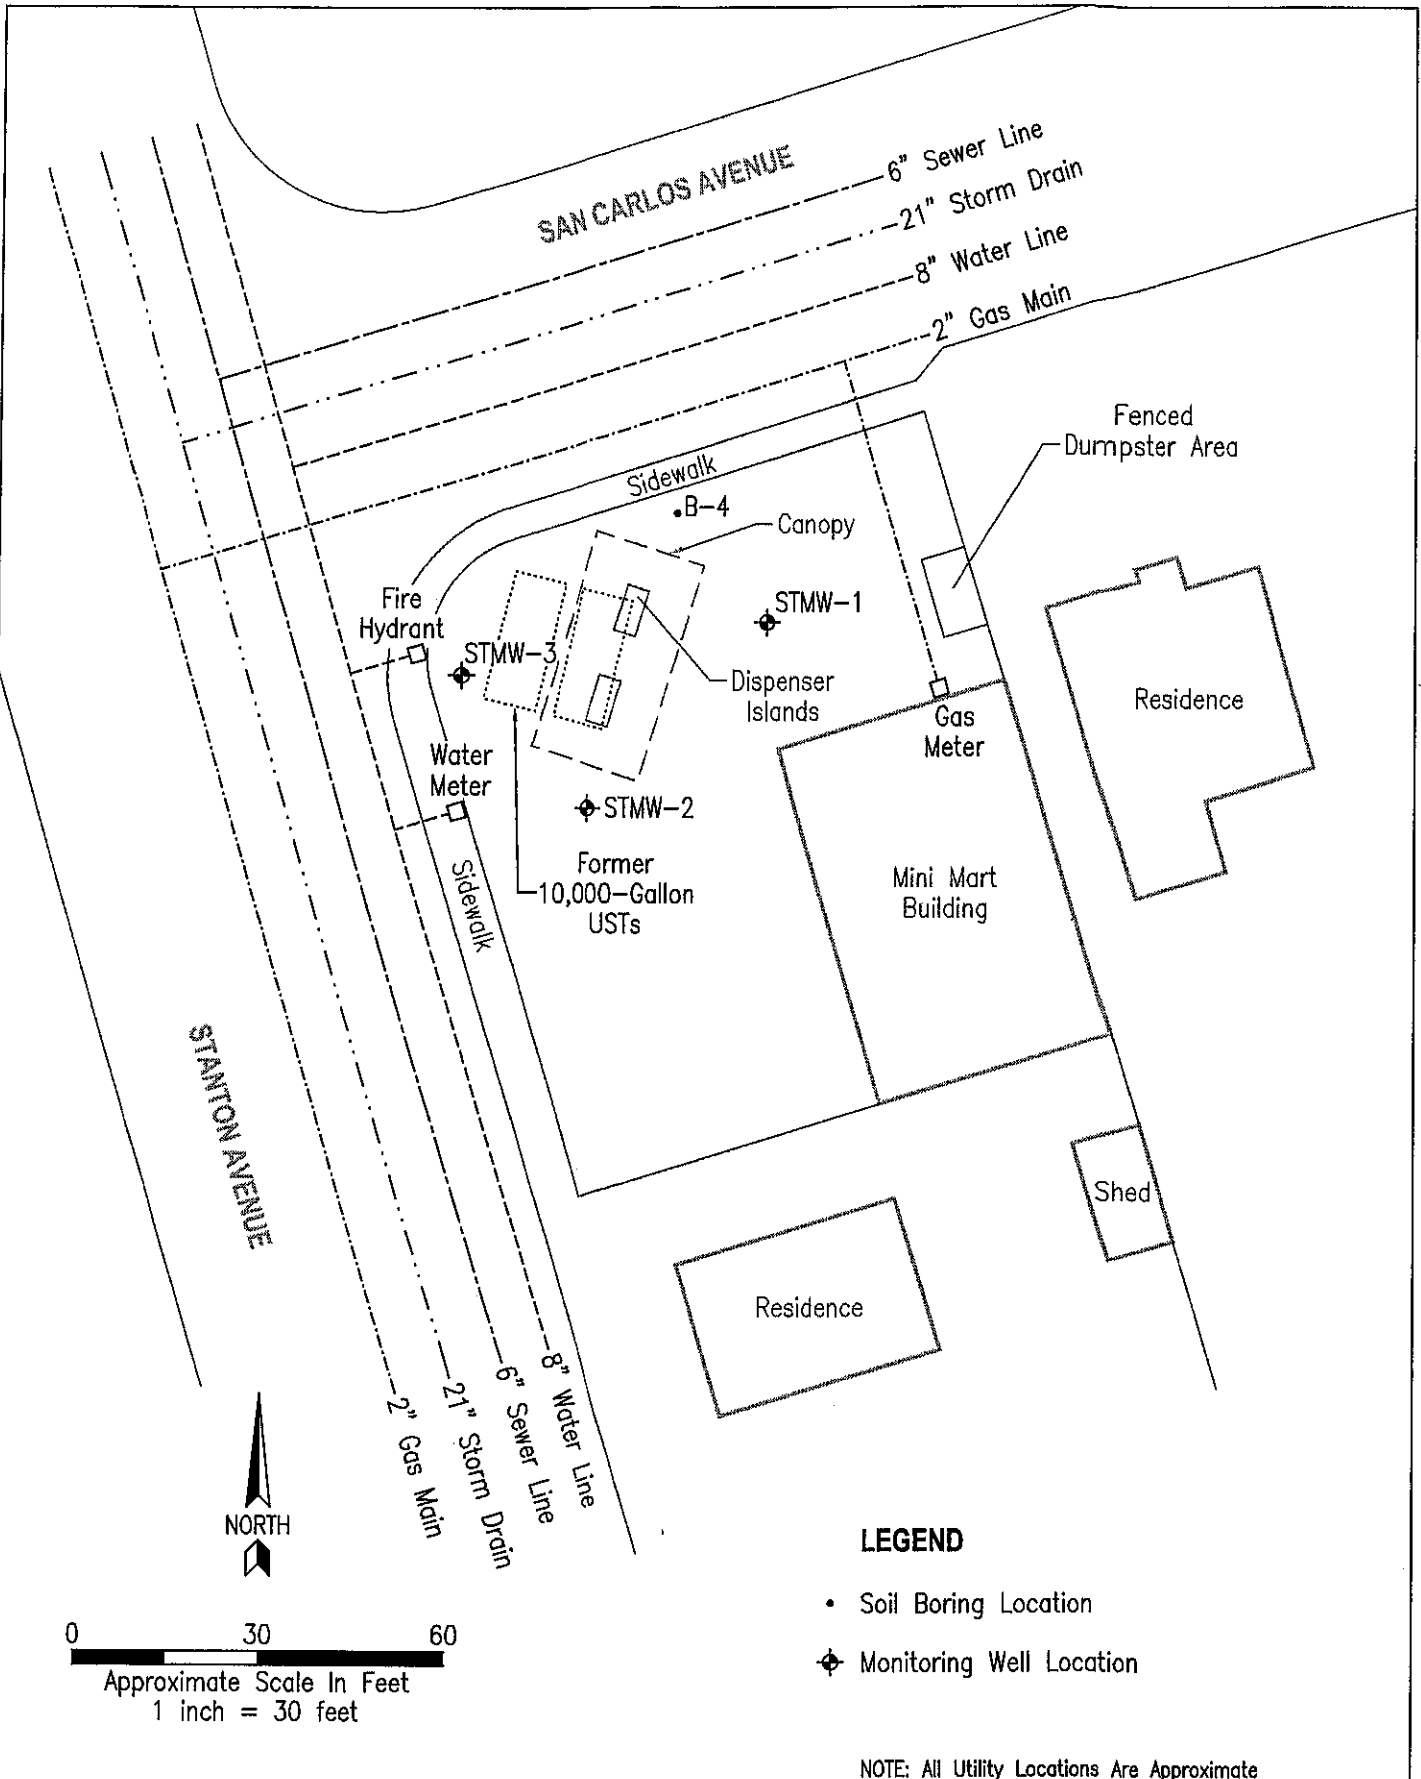 SAN CARLOS AVENUE
6" Sewer Line
21" Storm Drain
8" Water Line
2" Gas Main
Fenced
Dumpster Area
Sidewalk
B-4
Canopy
Fire
Hydrant
STMW-1
STMW-3
Dispenser
Islands
Residence
Gas
Meter
Water
Meter
STMW-2
Former
10,000-Gallon
USTs
Mini Mart
Building
Sidewalk
STANTON AVENUE
Shed
Residence
2" Gas Main
21" Storm Drain
6" Sewer Line
8" Water Line
NORTH
0 30 60
Approximate Scale In Feet
1 inch = 30 feet
LEGEND
Soil Boring Location
Monitoring Well Location
NOTE: All Utility Locations Are Approximate